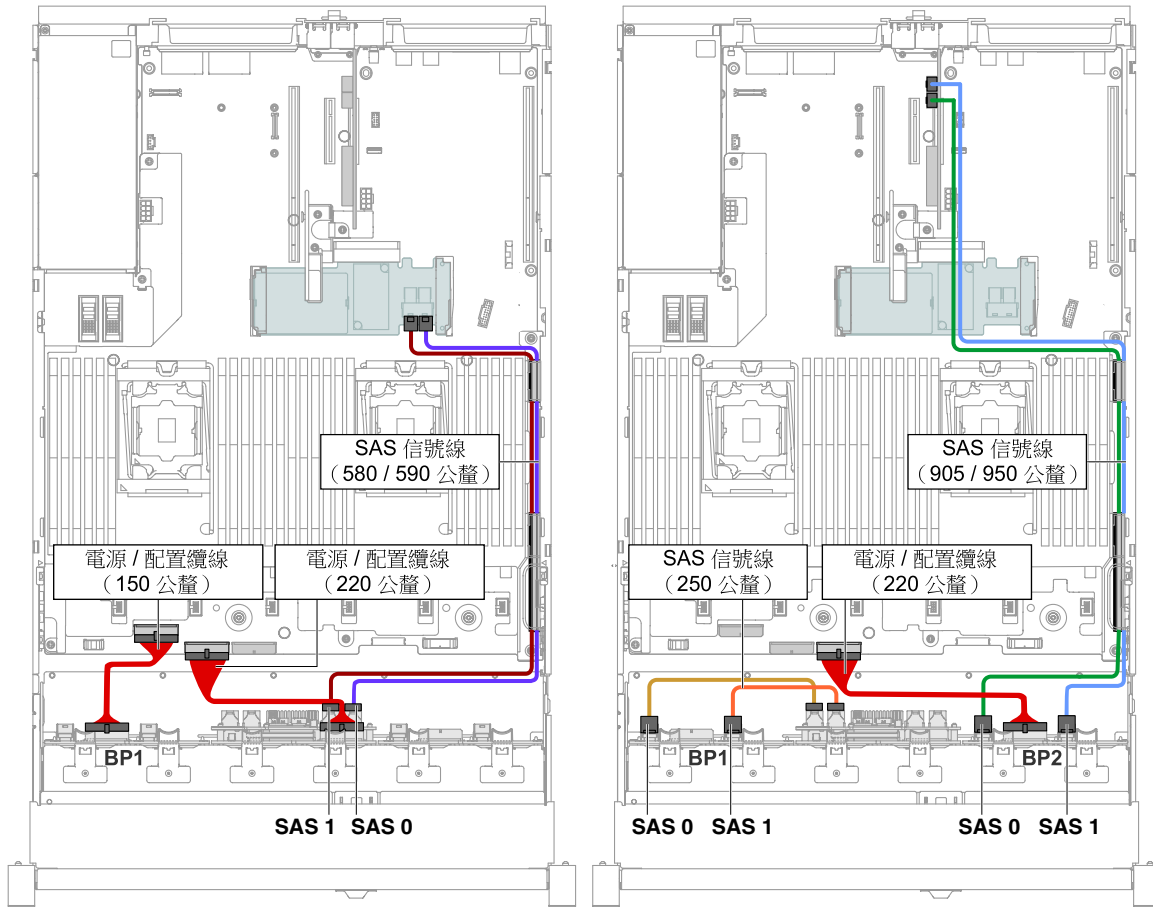 SAS 信號線
（580 / 590 公釐）
電源 / 配置纜線
（150 公釐）
電源 / 配置纜線
（220 公釐）
BP1
SAS 1
SAS 0
SAS 信號線
（905 / 950 公釐）
SAS 信號線
（250 公釐）
電源 / 配置纜線
（220 公釐）
BP1
BP2
SAS 0
SAS 1
SAS 0
SAS 1